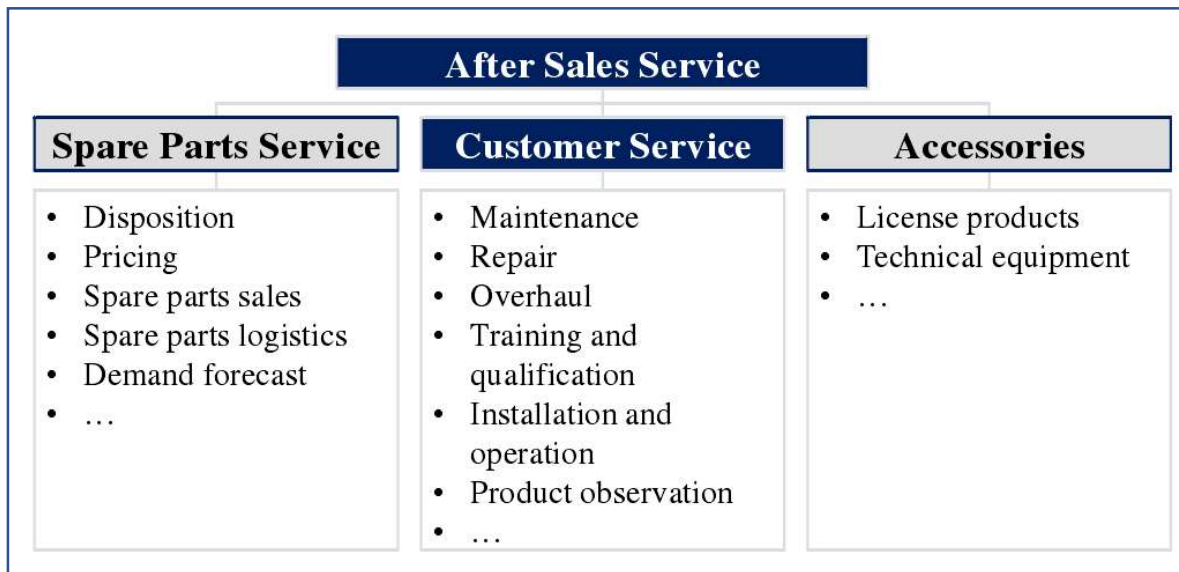 After Sales Service
Spare Parts Service
• Disposition
• Pricing
• Spare parts sales
• Spare parts logistics
• Demand forecast
• …
Customer Service
• Maintenance
• Repair
• Overhaul
• Training and
qualification
• Installation and
operation
• Product observation
• …
Accessories
• License products
• Technical equipment
• …